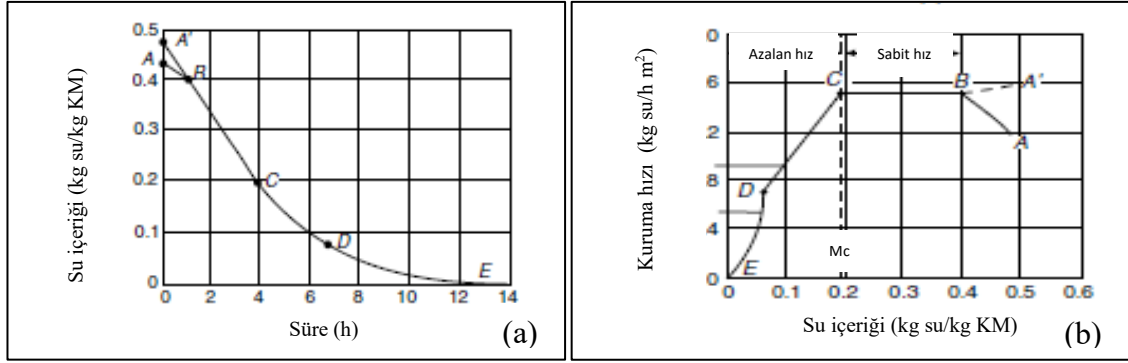 Su içeriği (kg su/kg KM)
0.5
0.4
0.3
0.2
0.1
0
A'
A
B
C
D
E
0 2 4 6 8 10 12 14
Süre (h)
(a)
Kuruma hızı (kg su/h m²)
0
6
2
8
4
0
Azalan hız
Sabit hız
C
B
A'
A
D
E
Mc
0 0.1 0.2 0.3 0.4 0.5 0.6
Su içeriği (kg su/kg KM)
(b)